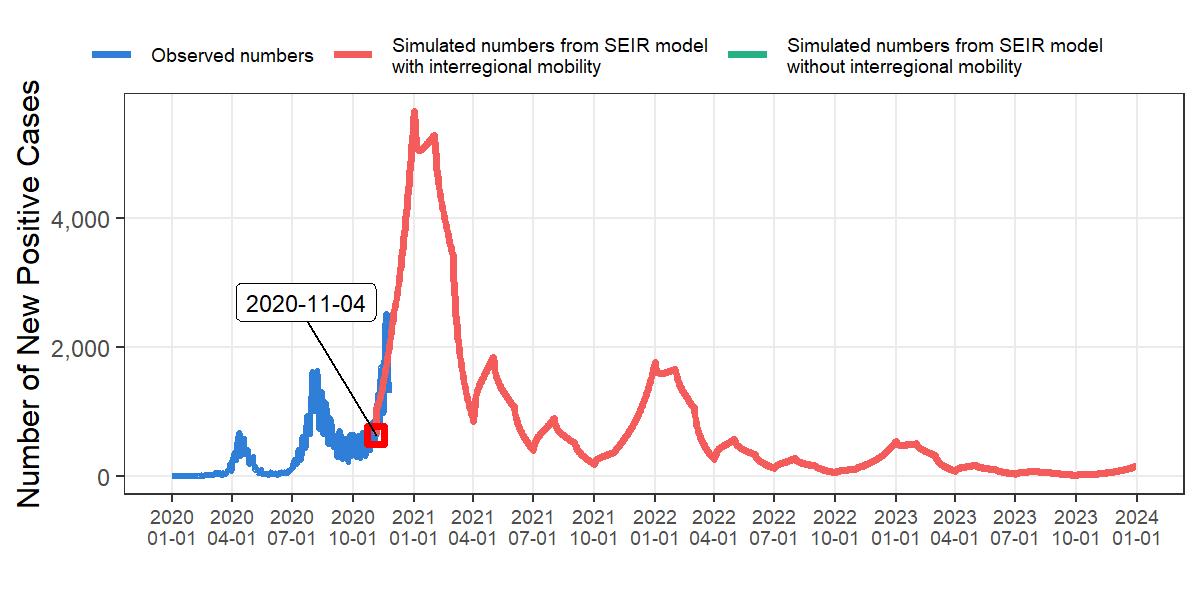 Observed numbers
Simulated numbers from SEIR model
with interregional mobility
Simulated numbers from SEIR model
without interregional mobility
Number of New Positive Cases
4,000
2,000
0
2020-11-04
2020 2020 2020 2020 2021 2021 2021 2021 2022 2022 2022 2022 2023 2023 2023 2023 2024
01-01 04-01 07-01 10-01 01-01 04-01 07-01 10-01 01-01 04-01 07-01 10-01 01-01 04-01 07-01 10-01 01-01